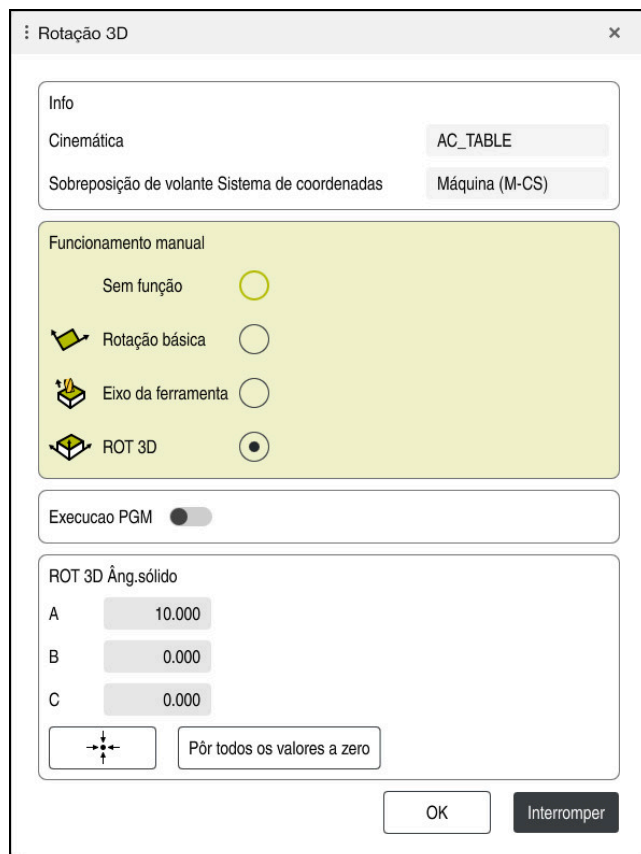 Rotação 3D
Info
Cinemática AC_TABLE
Sobreposição de volante Sistema de coordenadas Máquina (M-CS)
Funcionamento manual
Sem função
Rotação básica
Eixo da ferramenta
ROT 3D
Execucao PGM
ROT 3D Âng.sólido
A 10.000
B 0.000
C 0.000
Pôr todos os valores a zero
OK Interromper